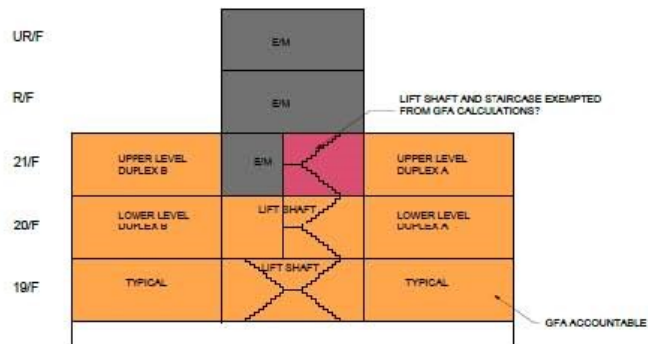 UR/F
E/M
R/F
E/M
LIFT SHAFT AND STAIRCASE EXEMPTED
FROM GFA CALCULATIONS?
21/F
UPPER LEVEL
DUPLEX B
E/M
UPPER LEVEL
DUPLEX A
20/F
LOWER LEVEL
DUPLEX B
LIFT SHAFT
LOWER LEVEL
DUPLEX A
19/F
TYPICAL
LIFT SHAFT
TYPICAL
GFA ACCOUNTABLE